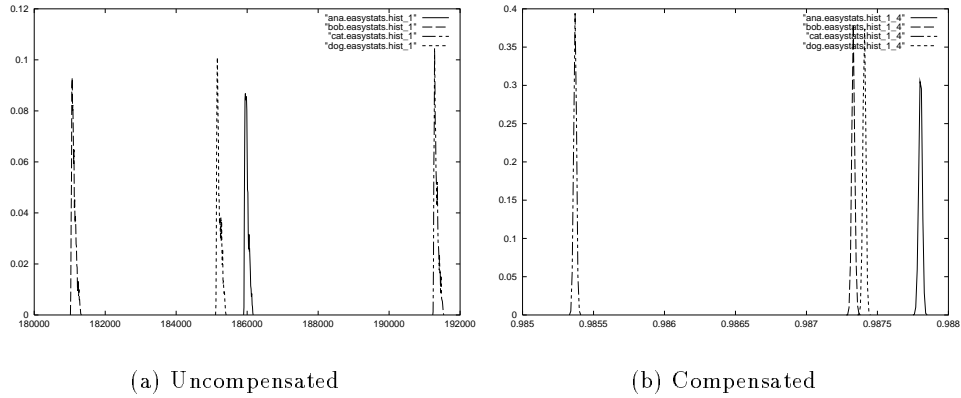 0.12
0.1
0.08
0.06
0.04
0.02
0
180000 182000 184000 186000 188000 190000 192000
"ana.easystats.hist_1"
"bob.easystats.hist_1"
"cat.easystats.hist_1"
"dog.easystats.hist_1"
(a) Uncompensated
0.4
0.35
0.3
0.25
0.2
0.15
0.1
0.05
0
0.985 0.9855 0.986 0.9865 0.987 0.9875 0.988
"ana.easystats.hist_1_4"
"bob.easystats.hist_1_4"
"cat.easystats.hist_1_4"
"dog.easystats.hist_1_4"
(b) Compensated